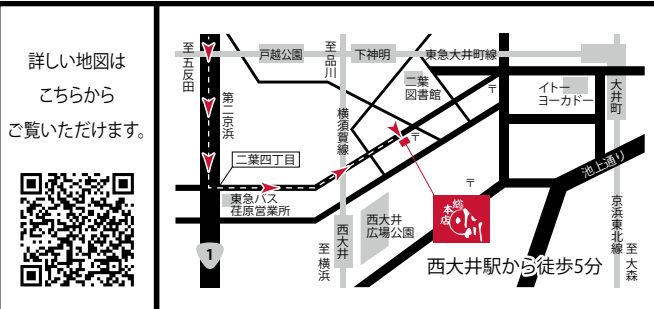 詳しい地図は
こちらから
ご覧いただけます。
至五反田
戸越公園
至品川
下神明
東急大井町線
第二京浜
二葉
図書館
〒
イトー
ヨーカドー
大井町
横須賀線
〒
二葉四丁目
池上通り
東急バス
荏原営業所
〒
総本店
小川
西大井
広場公園
西大井
京浜東北線
1
至横浜
至大森
西大井駅から徒歩5分